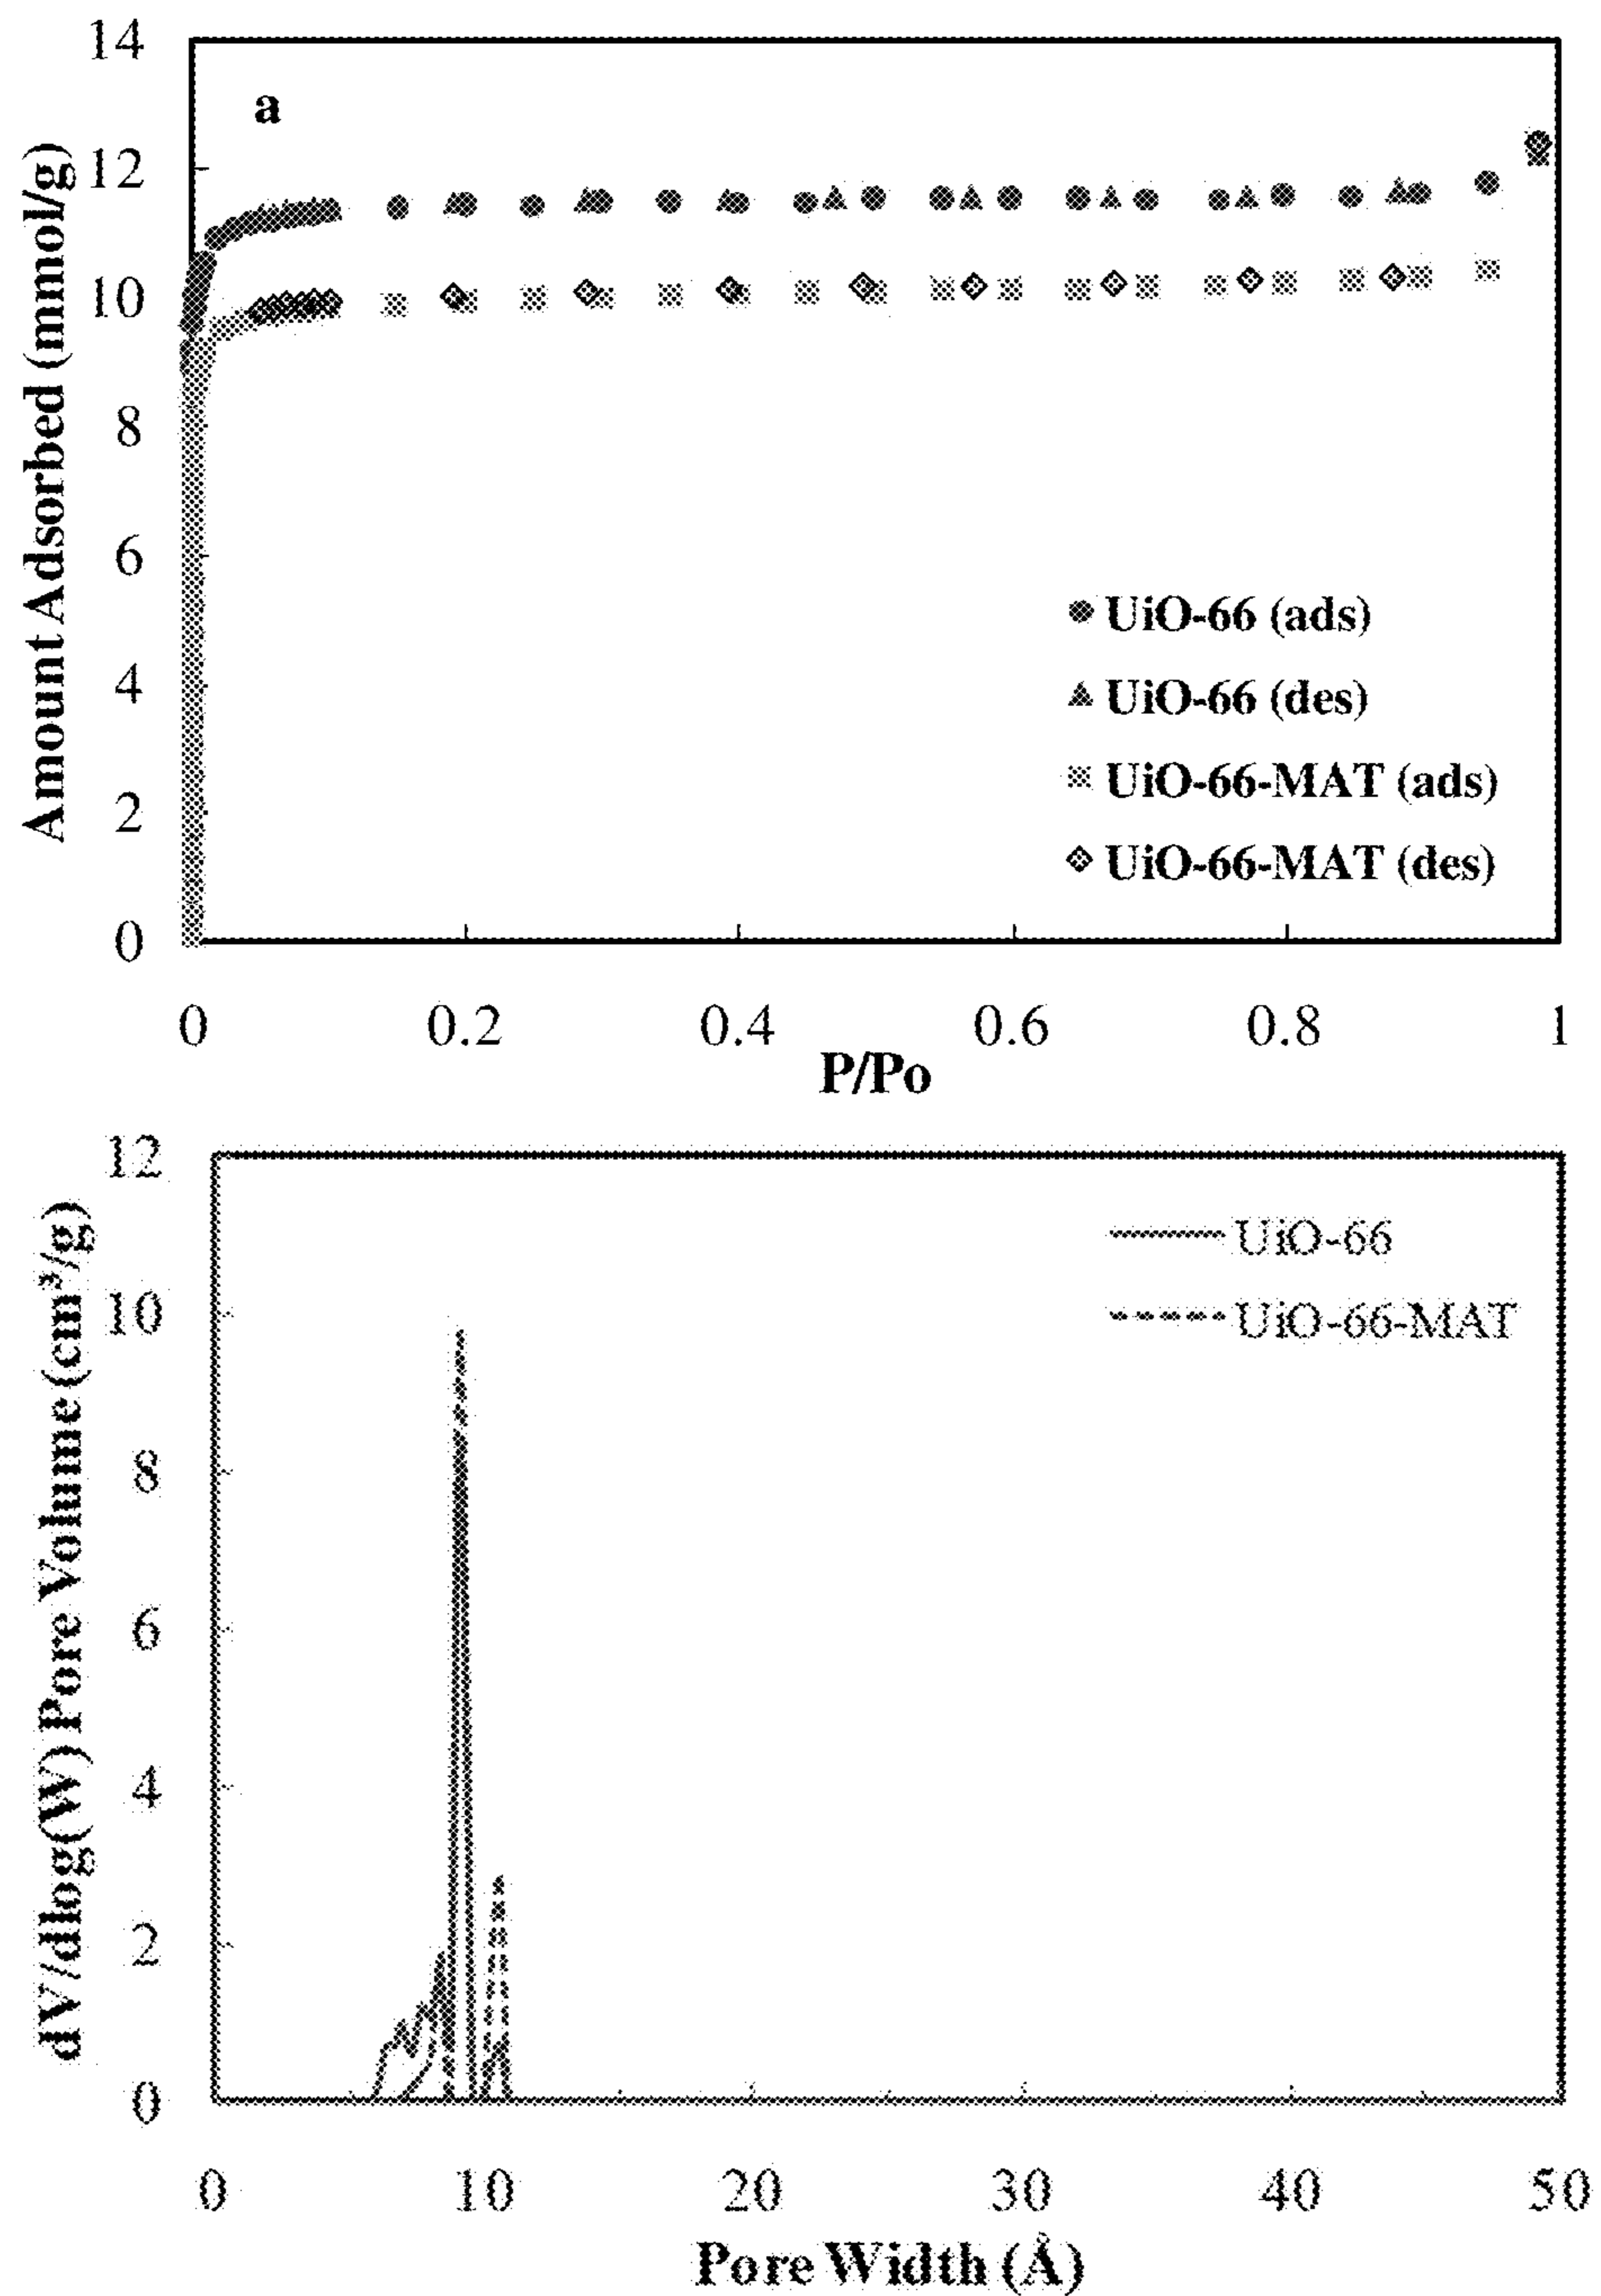 14
a
12
10
8
6
4
2
0
Amount Adsorbed (mmol/g)
UiO-66 (ads)
UiO-66 (des)
UiO-66-MAT (ads)
UiO-66-MAT (des)
0 0.2 0.4 0.6 0.8 1
P/Po
12
10
8
6
4
2
0
dV/dlog(W) Pore Volume (cm³/g)
UiO-66
UiO-66-MAT
0 10 20 30 40 50
Pore Width (Å)